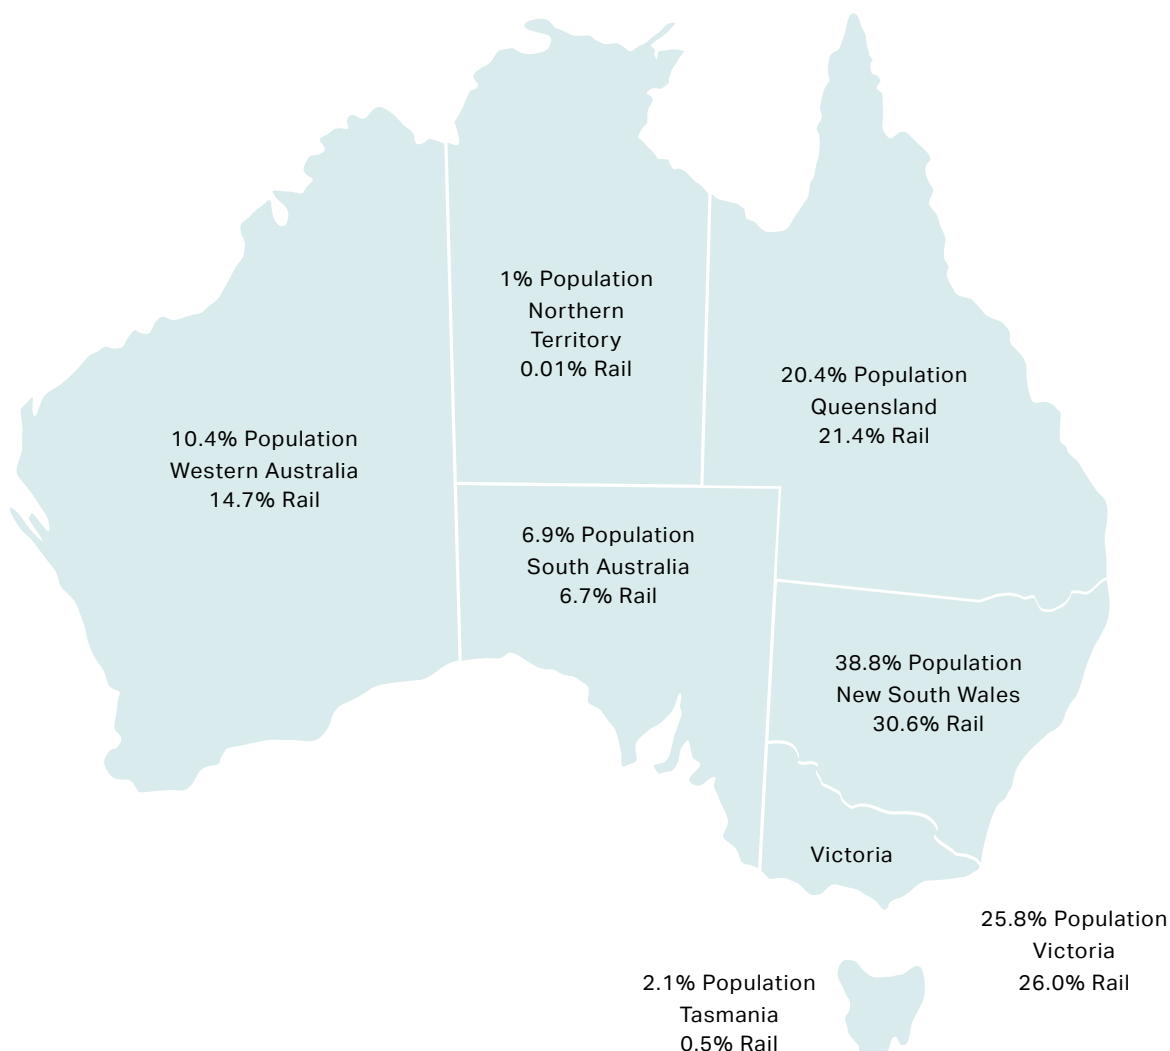 1% Population
Northern
Territory
0.01% Rail
20.4% Population
Queensland
21.4% Rail
10.4% Population
Western Australia
14.7% Rail
6.9% Population
South Australia
6.7% Rail
38.8% Population
New South Wales
30.6% Rail
Victoria
25.8% Population
Victoria
26.0% Rail
2.1% Population
Tasmania
0.5% Rail